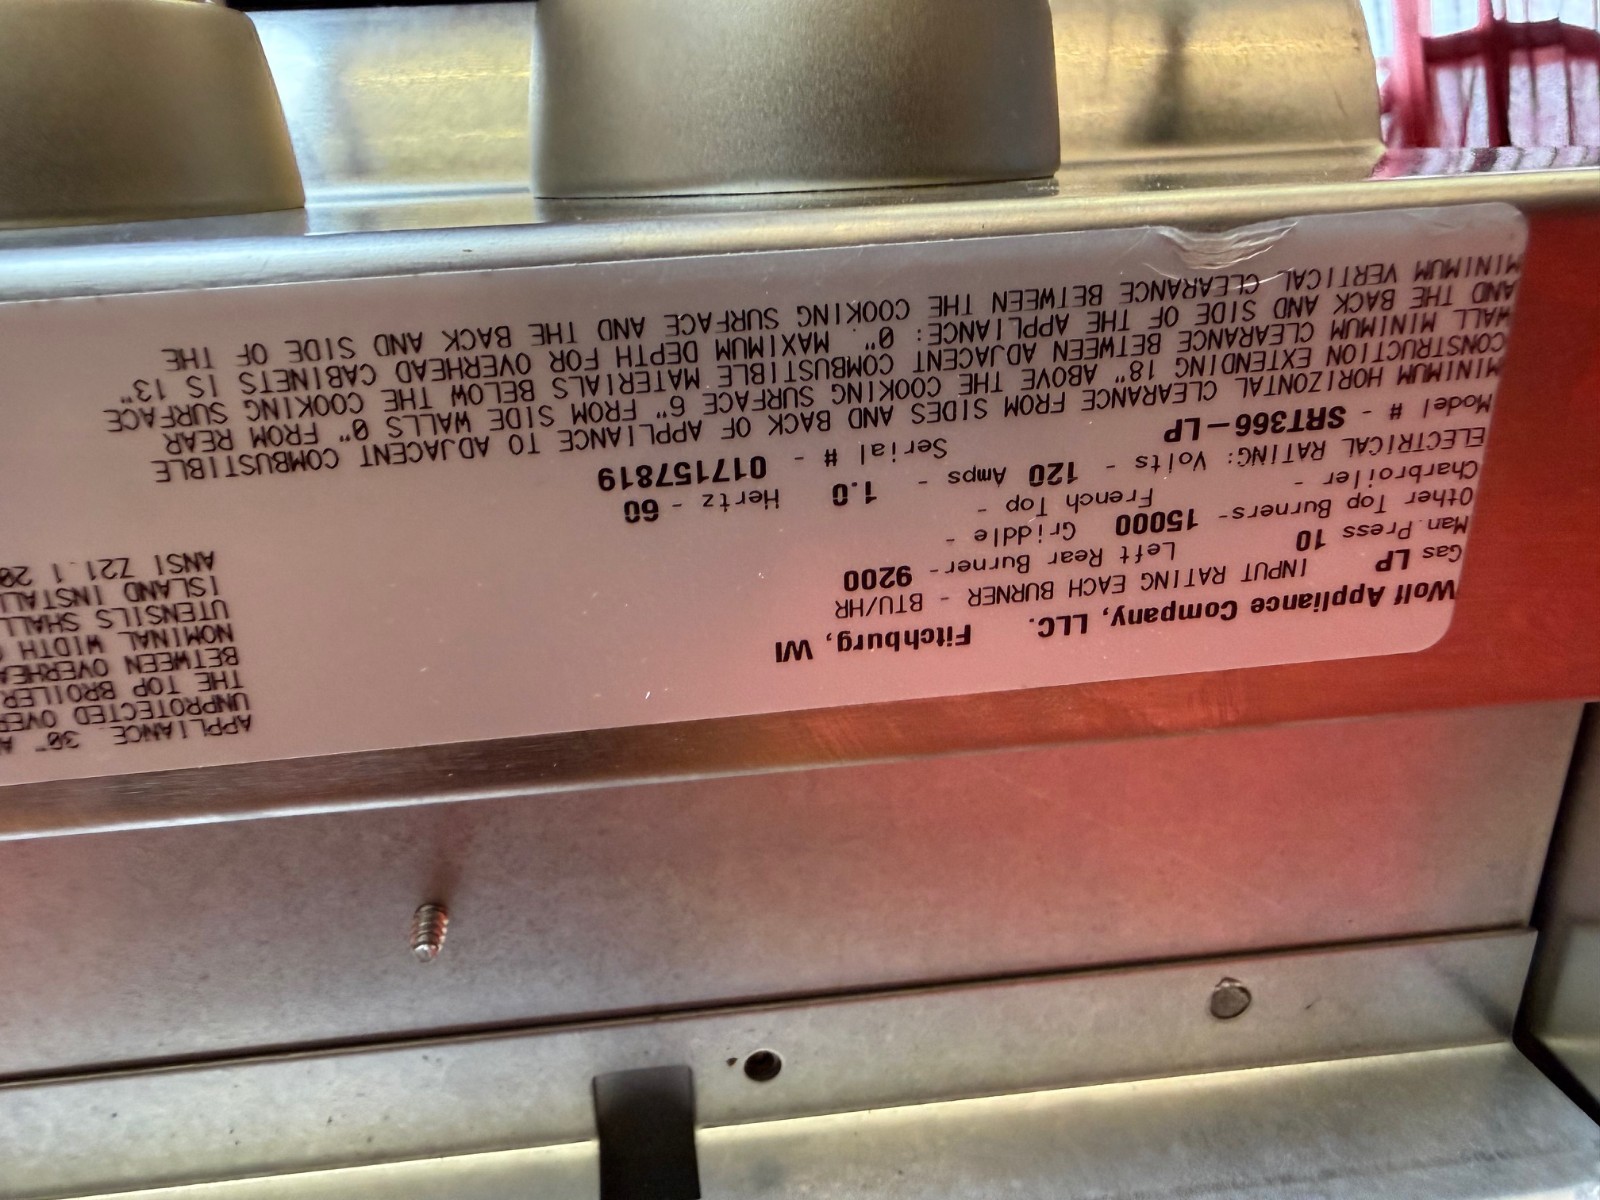 Wolf Appliance Company, LLC. Fitchburg, WI
Gas LP INPUT RATING EACH BURNER - BTU/HR
Man.Press 10 Left Rear Burner- 9200
Other Top Burners- 15000 Griddle -
Charbroiler - French Top -
ELECTRICAL RATING: Volts - 120 Amps - 1.0 Hertz - 60
Model # - SRT366-LP Serial # - 017157819
MINIMUM HORIZONTAL CLEARANCE FROM SIDES AND BACK OF APPLIANCE TO ADJACENT COMBUSTIBLE
CONSTRUCTION EXTENDING 18" ABOVE THE COOKING SURFACE 6" FROM SIDE WALLS 0" FROM REAR
WALL MINIMUM CLEARANCE BETWEEN ADJACENT COMBUSTIBLE MATERIALS BELOW THE COOKING SURFACE
AND THE BACK AND SIDE OF THE APPLIANCE: 0". MAXIMUM DEPTH FOR OVERHEAD CABINETS IS 13"
MINIMUM VERTICAL CLEARANCE BETWEEN THE COOKING SURFACE AND THE BACK AND SIDE OF THE
APPLIANCE. 30"
UNPROTECTED OVER
THE TOP BROILER
BETWEEN OVERHEA
NOMINAL WIDTH
UTENSILS SHALL
ISLAND INSTALL
ANSI Z21.1 20